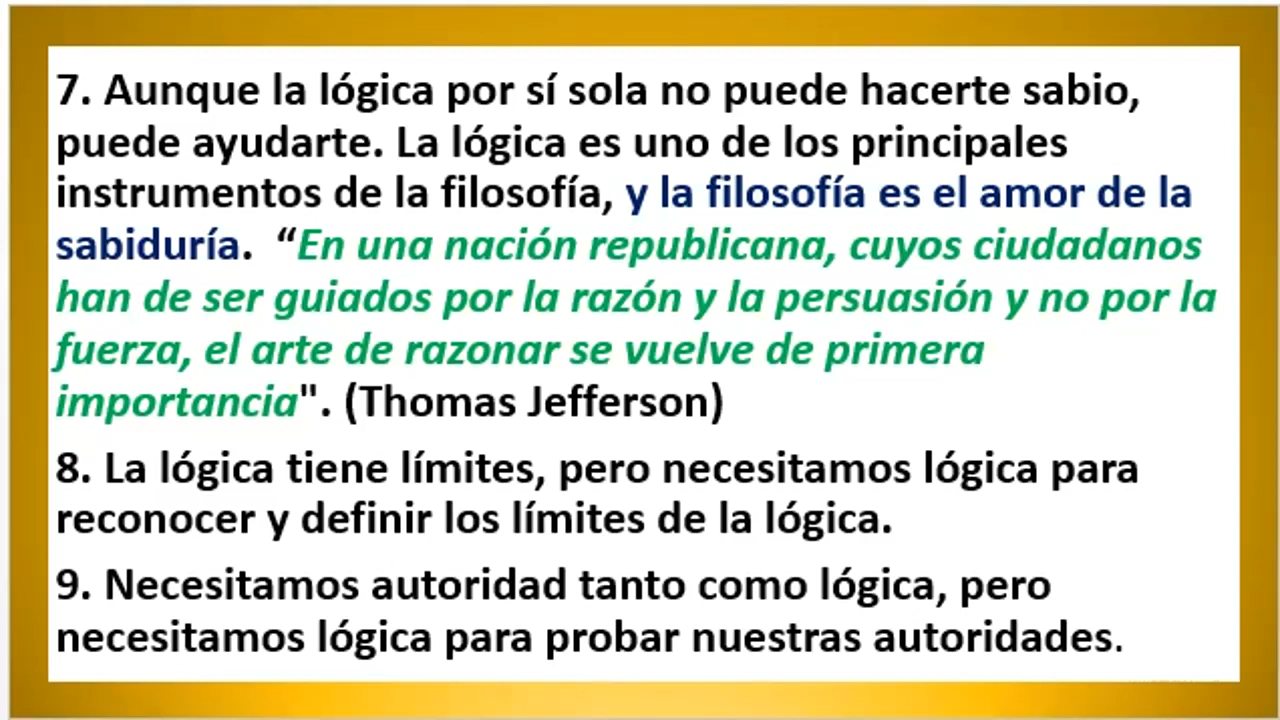 7. Aunque la lógica por sí sola no puede hacerte sabio,
puede ayudarte. La lógica es uno de los principales
instrumentos de la filosofía, y la filosofía es el amor de la
sabiduría.  “En una nación republicana, cuyos ciudadanos
han de ser guiados por la razón y la persuasión y no por la
fuerza, el arte de razonar se vuelve de primera
importancia". (Thomas Jefferson)
8. La lógica tiene límites, pero necesitamos lógica para
reconocer y definir los límites de la lógica.
9. Necesitamos autoridad tanto como lógica, pero
necesitamos lógica para probar nuestras autoridades.